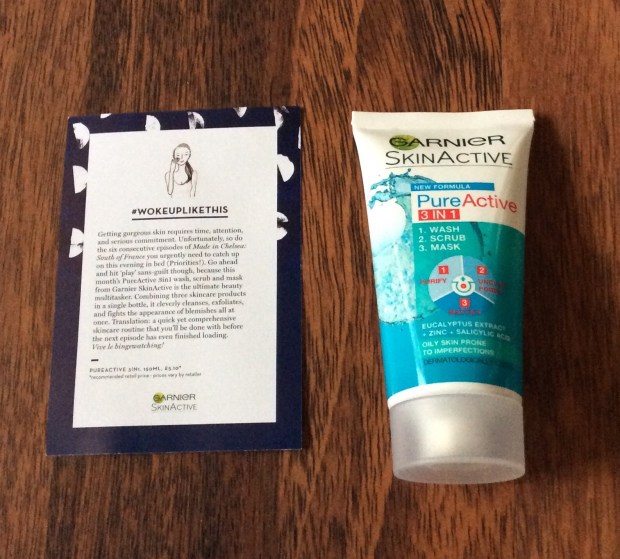 #WOKEUPLIKETHIS
Getting gorgeous skin requires time, attention,
and serious commitment. Unfortunately, so do
the six consecutive episodes of Made in Chelsea:
South of France you urgently need to catch up
on this evening in bed (Priorities!). Go ahead
and hit 'play' sans-guilt though, because this
month's PureActive 3in1 wash, scrub and mask
from Garnier SkinActive is the ultimate beauty
multitasker. Combining three skincare products
in a single bottle, it cleverly cleanses, exfoliates,
and fights the appearance of blemishes all at
once. Translation: a quick yet comprehensive
skincare routine that you'll be done with before
the next episode has even finished loading.
Vive le bingewatching!
PUREACTIVE 3IN1, 150ML, £5.10*
*recommended retail price - prices vary by retailer
GARNIER
SKINACTIVE
GARNIER
SKINACTIVE
NEW FORMULA
PureActive
3 IN 1
1. WASH
2. SCRUB
3. MASK
1
2
3
EUCALYPTUS EXTRACT
+ ZINC + SALICYLIC ACID
OILY SKIN PRONE
TO IMPERFECTIONS